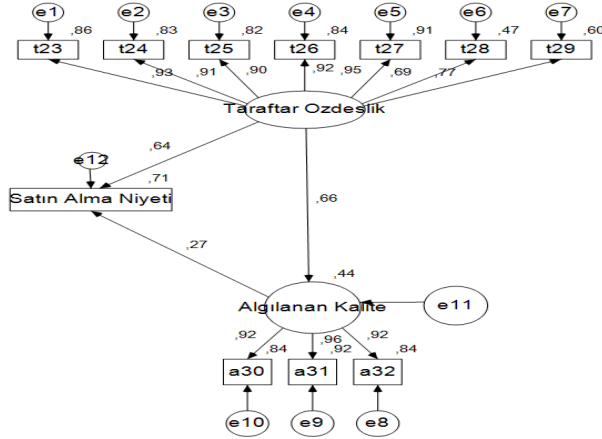 e1 e2 e3 e4 e5 e6 e7
,86 ,83 ,82 ,84 ,91 ,47 ,60
t23 t24 t25 t26 t27 t28 t29
,93 ,91 ,90 ,92 ,95 ,69 ,77
Taraftar Ozdeslik
e12
,64
,71
Satın Alma Niyeti
,66
,27
,44
Algılanan Kalite
e11
,92 ,96 ,92
,84 ,92 ,84
a30 a31 a32
e10 e9 e8